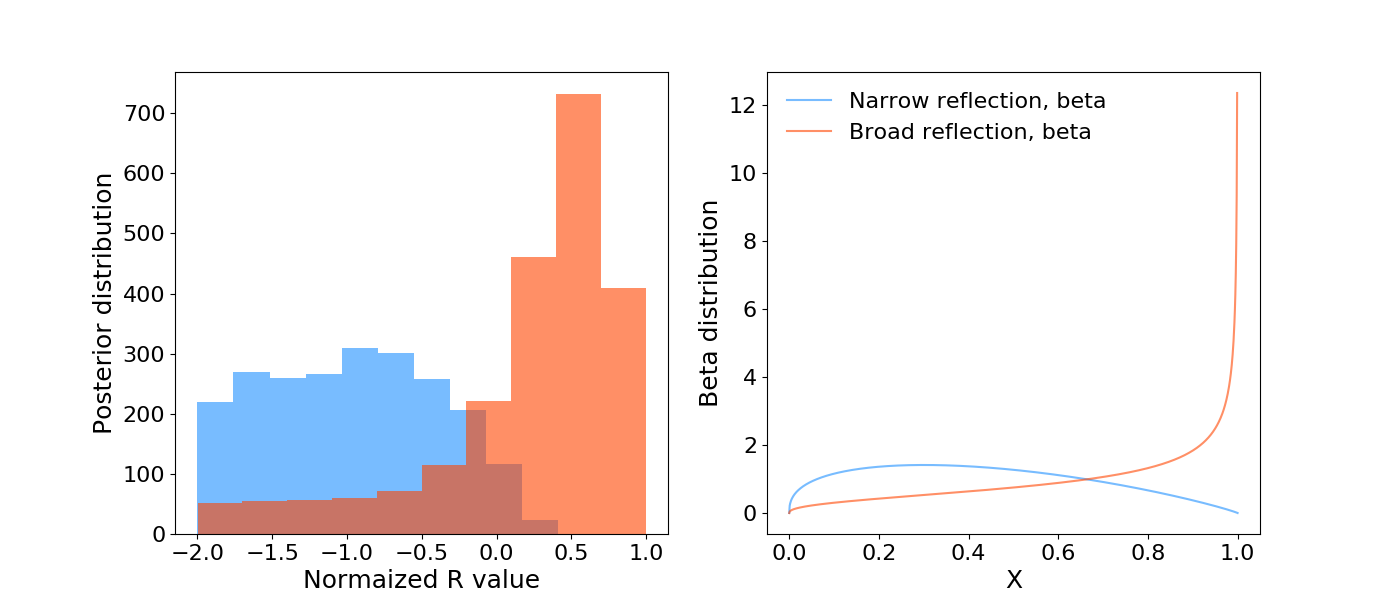 700
600
500
400
300
200
100
0
Posterior distribution
−2.0 −1.5 −1.0 −0.5 0.0 0.5 1.0
Normaized R value
Narrow reflection, beta
Broad reflection, beta
12
10
8
6
4
2
0
Beta distribution
0.0 0.2 0.4 0.6 0.8 1.0
X